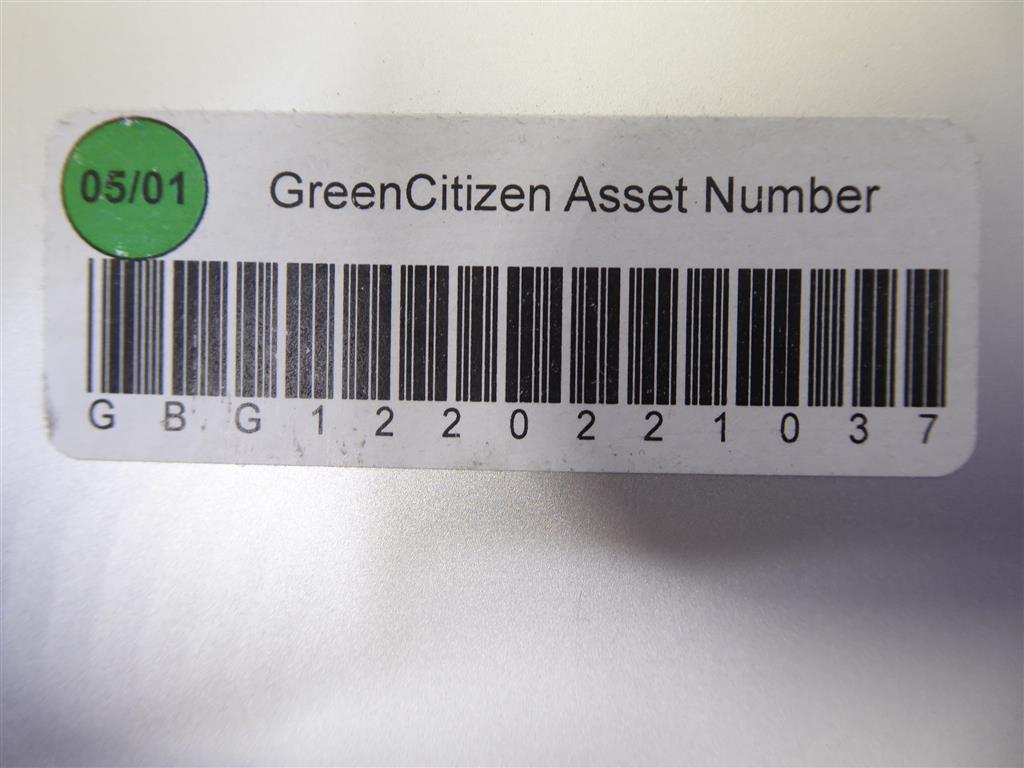 05/01
GreenCitizen Asset Number
GBG1220221037